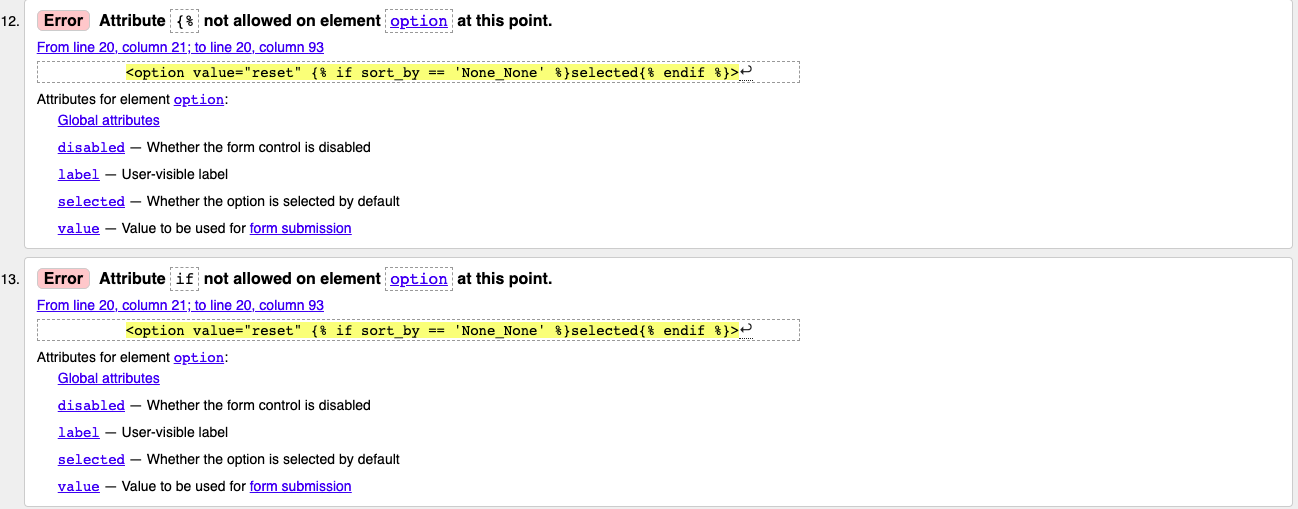 12. Error Attribute {% not allowed on element option at this point.
From line 20, column 21; to line 20, column 93
<option value="reset" {% if sort_by == 'None_None' %}selected{% endif %}>↩
Attributes for element option:
Global attributes
disabled — Whether the form control is disabled
label — User-visible label
selected — Whether the option is selected by default
value — Value to be used for form submission
13. Error Attribute if not allowed on element option at this point.
From line 20, column 21; to line 20, column 93
<option value="reset" {% if sort_by == 'None_None' %}selected{% endif %}>↩
Attributes for element option:
Global attributes
disabled — Whether the form control is disabled
label — User-visible label
selected — Whether the option is selected by default
value — Value to be used for form submission